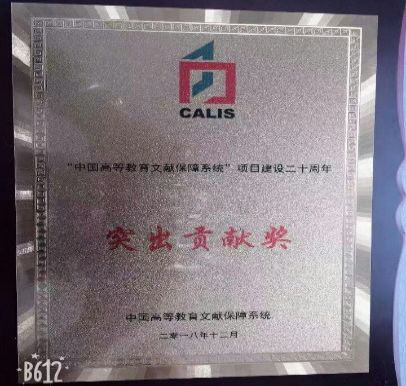 CALIS
“中国高等教育文献保障系统”项目建设二十周年
突出贡献奖
中国高等教育文献保障系统
二零一八年十二月
B612